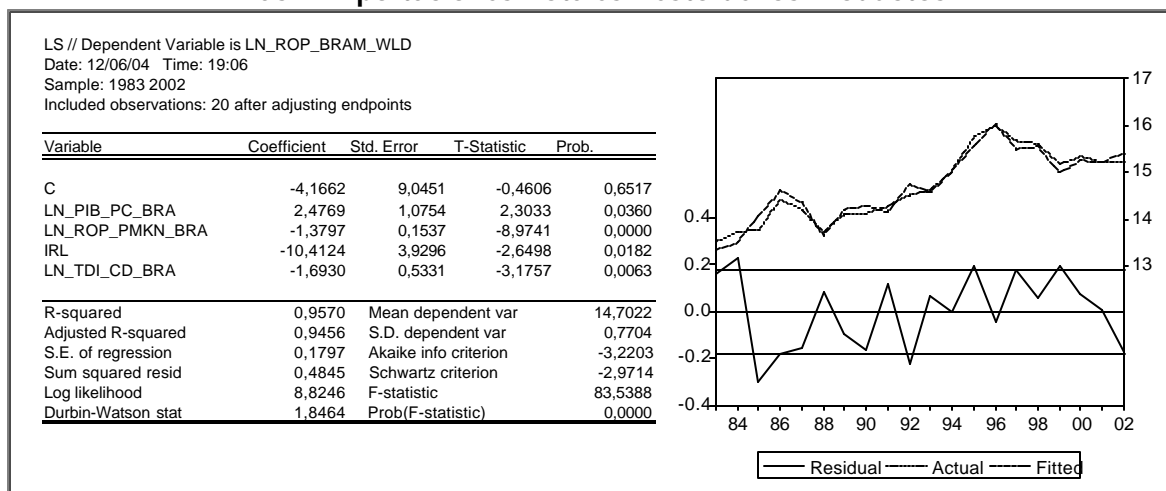 LS // Dependent Variable is LN_ROP_BRAM_WLD
Date: 12/06/04 Time: 19:06
Sample: 1983 2002
Included observations: 20 after adjusting endpoints
Variable Coefficient Std. Error T-Statistic Prob.
C -4,1662 9,0451 -0,4606 0,6517
LN_PIB_PC_BRA 2,4769 1,0754 2,3033 0,0360
LN_ROP_PMKN_BRA -1,3797 0,1537 -8,9741 0,0000
IRL -10,4124 3,9296 -2,6498 0,0182
LN_TDI_CD_BRA -1,6930 0,5331 -3,1757 0,0063
R-squared 0,9570 Mean dependent var 14,7022
Adjusted R-squared 0,9456 S.D. dependent var 0,7704
S.E. of regression 0,1797 Akaike info criterion -3,2203
Sum squared resid 0,4845 Schwartz criterion -2,9714
Log likelihood 8,8246 F-statistic 83,5388
Durbin-Watson stat 1,8464 Prob(F-statistic) 0,0000
17
16
15
14
13
0.4
0.2
0.0
-0.2
-0.4
84 86 88 90 92 94 96 98 00 02
Residual Actual Fitted